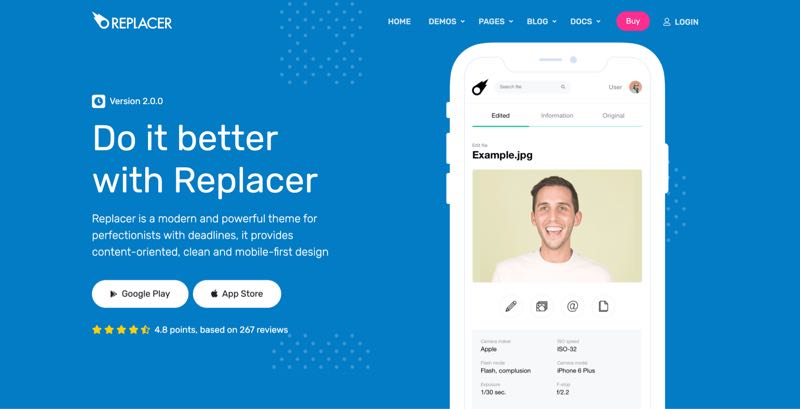 REPLACER
HOME DEMOS PAGES BLOG DOCS Buy LOGIN
Version 2.0.0
Do it better
with Replacer
Replacer is a modern and powerful theme for
perfectionists with deadlines, it provides
content-oriented, clean and mobile-first design
Google Play App Store
4.8 points, based on 267 reviews
Search file User
Edited Information Original
Edit file
Example.jpg
@
Camera maker ISO speed
Apple ISO-32
Flash mode Camera model
Flash, complusion iPhone 6 Plus
Exposure F-stop
1/30 sec. f/2.2